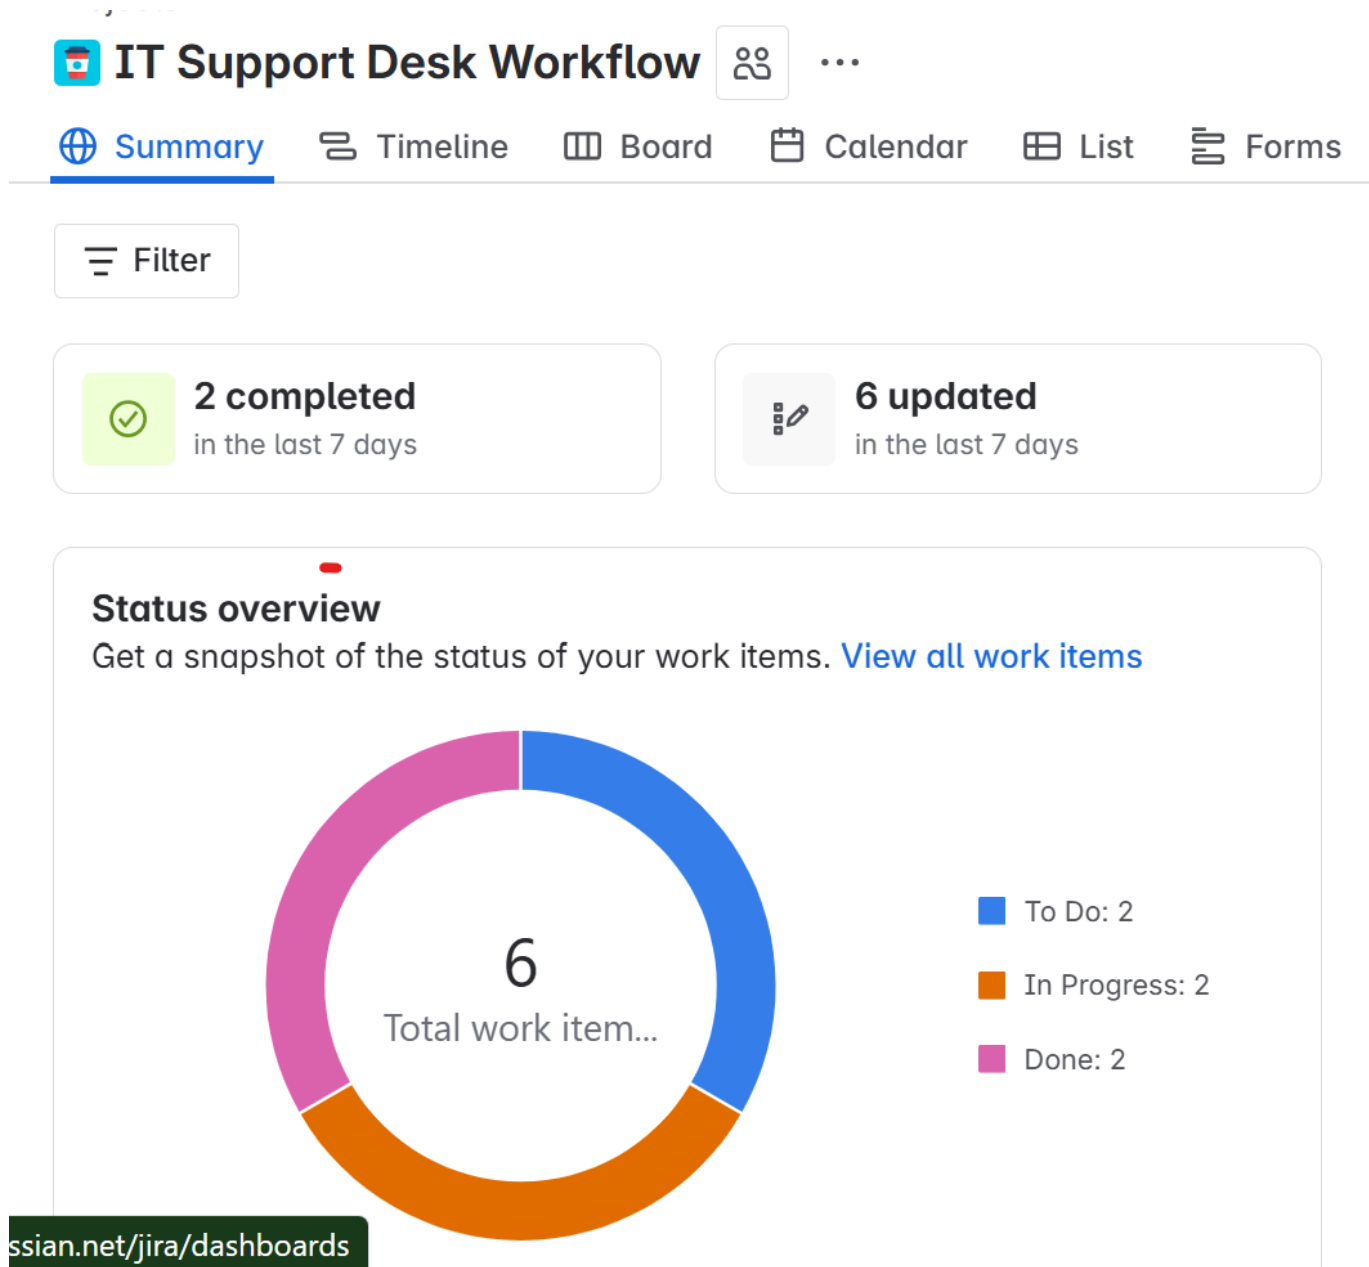 IT Support Desk Workflow
Summary Timeline Board Calendar List Forms
Filter
2 completed
in the last 7 days
6 updated
in the last 7 days
Status overview
Get a snapshot of the status of your work items. View all work items
6
Total work item...
To Do: 2
In Progress: 2
Done: 2
ssian.net/jira/dashboards